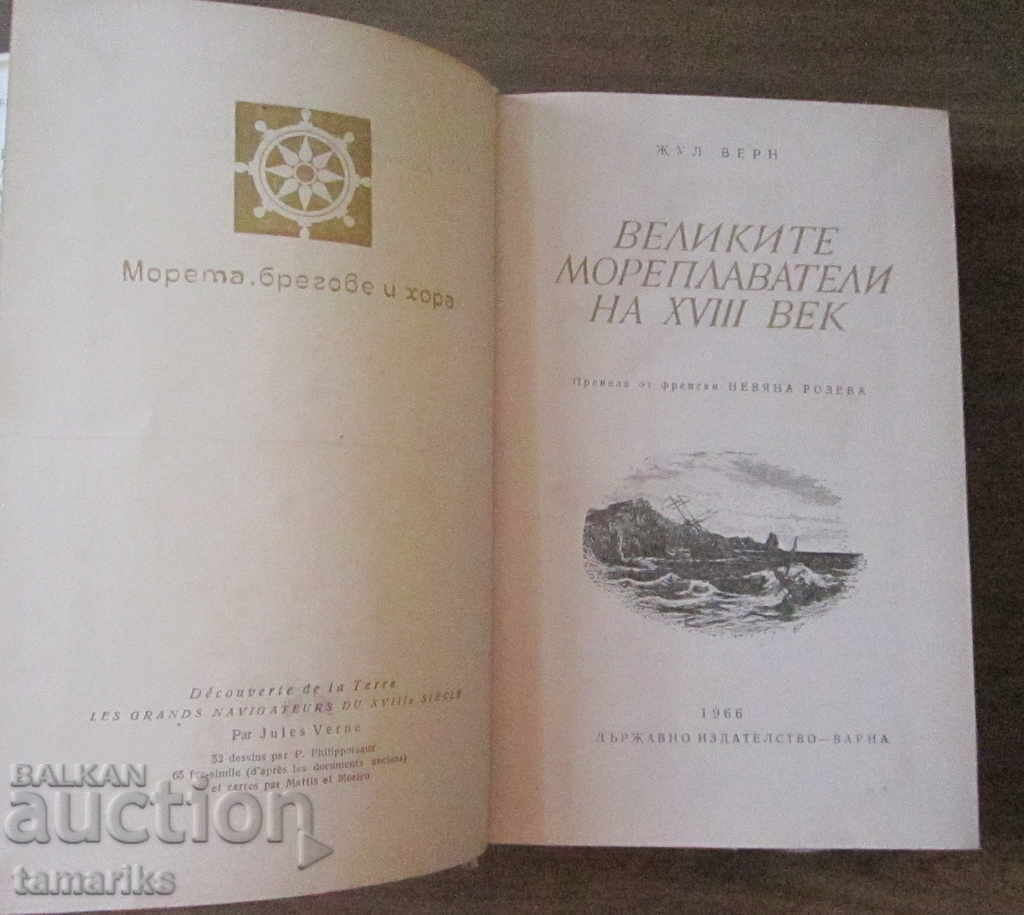 Морета, брегове и хора
Découverte de la Terre
LES GRANDS NAVIGATEURS DU XVIIIe SIÈCLE
Par Jules Verne
32 dessins par P. Philippoteaux
65 fac-simile (d'après les documents anciens)
et cartes par Mattis et Morieu
ЖУЛ ВЕРН
ВЕЛИКИТЕ
МОРЕПЛАВАТЕЛИ
НА XVIII ВЕК
Превела от френски НЕВЯНА РОЗЕВА
1966
ДЪРЖАВНО ИЗДАТЕЛСТВО — ВАРНА
BALKAN
auction
tamariks